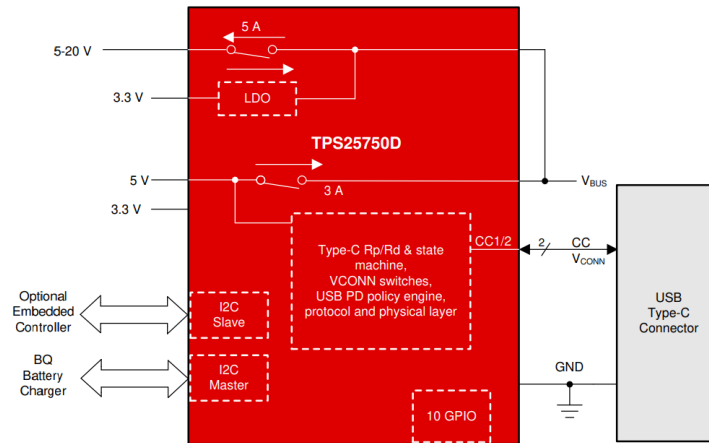 5 A
5-20 V
3.3 V
LDO
TPS25750D
5 V
3 A
3.3 V
VBUS
Type-C Rp/Rd & state
machine,
VCONN switches,
USB PD policy engine,
protocol and physical layer
CC1/2
2
CC
VCONN
USB
Type-C
Connector
Optional
Embedded
Controller
I2C
Slave
BQ
Battery
Charger
I2C
Master
GND
10 GPIO